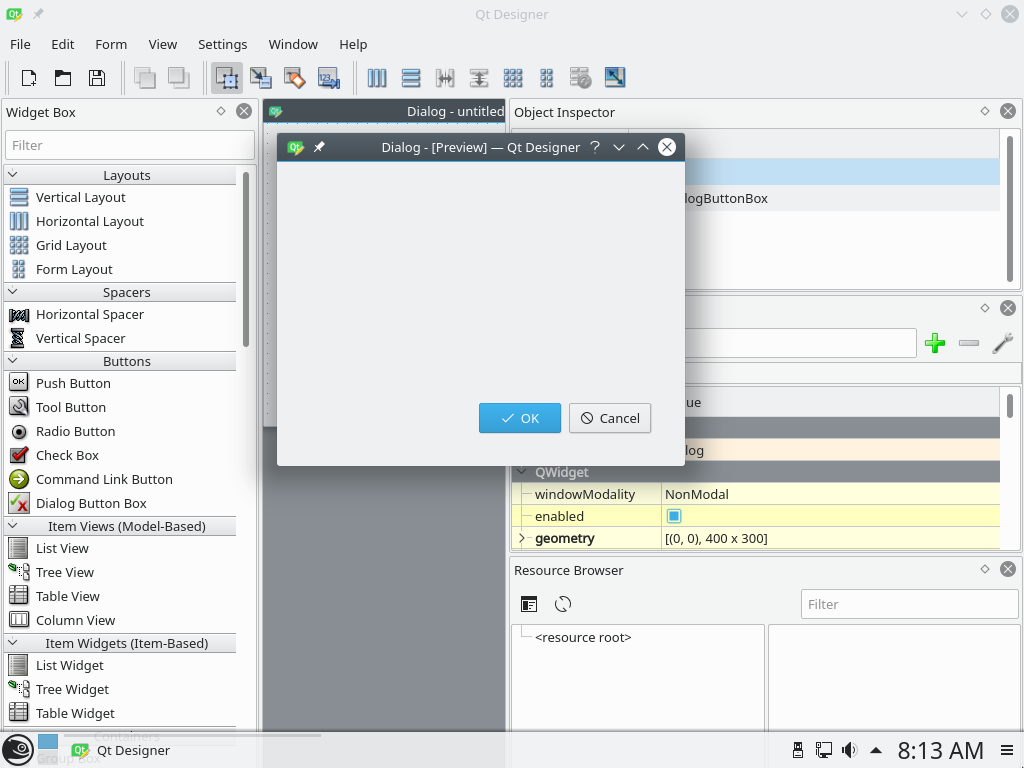 Qt Designer
File Edit Form View Settings Window Help
Widget Box
Filter
Layouts
Vertical Layout
Horizontal Layout
Grid Layout
Form Layout
Spacers
Horizontal Spacer
Vertical Spacer
Buttons
Push Button
Tool Button
Radio Button
Check Box
Command Link Button
Dialog Button Box
Item Views (Model-Based)
List View
Tree View
Table View
Column View
Item Widgets (Item-Based)
List Widget
Tree Widget
Table Widget
Containers
Group Box
Dialog - untitled
Dialog - [Preview] — Qt Designer
OK
Cancel
Object Inspector
logButtonBox
ue
log
QWidget
windowModality NonModal
enabled
geometry [(0, 0), 400 x 300]
Resource Browser
Filter
<resource root>
Qt Designer
8:13 AM